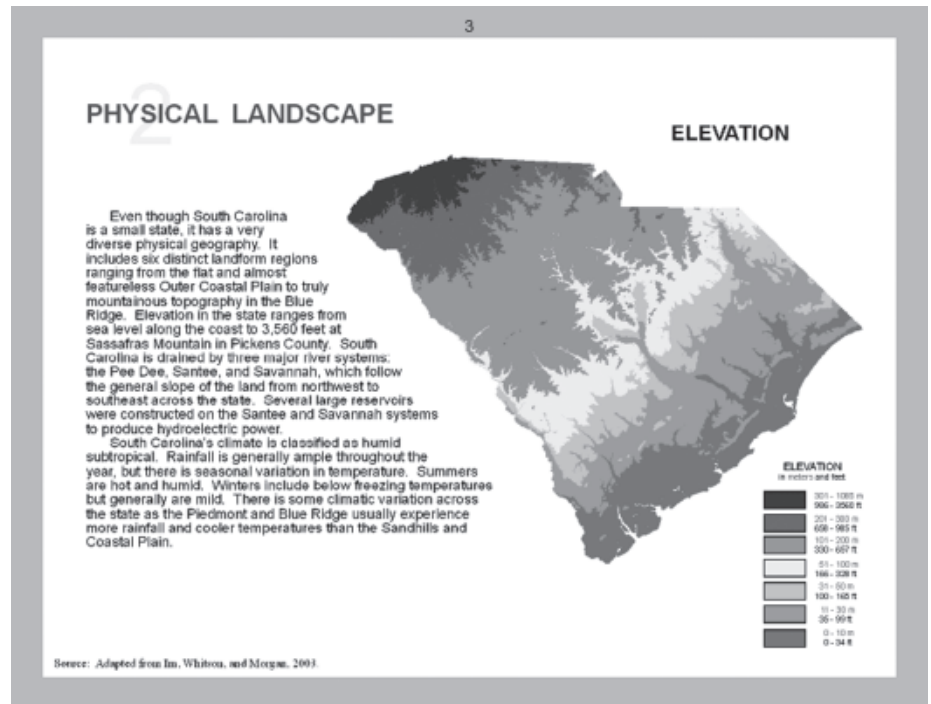 3
2
PHYSICAL LANDSCAPE
ELEVATION
Even though South Carolina
is a small state, it has a very
diverse physical geography. It
includes six distinct landform regions
ranging from the flat and almost
featureless Outer Coastal Plain to truly
mountainous topography in the Blue
Ridge. Elevation in the state ranges from
sea level along the coast to 3,560 feet at
Sassafras Mountain in Pickens County. South
Carolina is drained by three major river systems:
the Pee Dee, Santee, and Savannah, which follow
the general slope of the land from northwest to
southeast across the state. Several large reservoirs
were constructed on the Santee and Savannah systems
to produce hydroelectric power.
South Carolina's climate is classified as humid
subtropical. Rainfall is generally ample throughout the
year, but there is seasonal variation in temperature. Summers
are hot and humid. Winters include below freezing temperatures
but generally are mild. There is some climatic variation across
the state as the Piedmont and Blue Ridge usually experience
more rainfall and cooler temperatures than the Sandhills and
Coastal Plain.
ELEVATION
in meters and feet
301 - 1085 m
986 - 3560 ft
201 - 300 m
658 - 985 ft
101 - 200 m
330 - 657 ft
51 - 100 m
166 - 328 ft
31 - 50 m
100 - 165 ft
11 - 30 m
35 - 99 ft
0 - 10 m
0 - 34 ft
Source: Adapted from Im, Whitson, and Morgan, 2003.